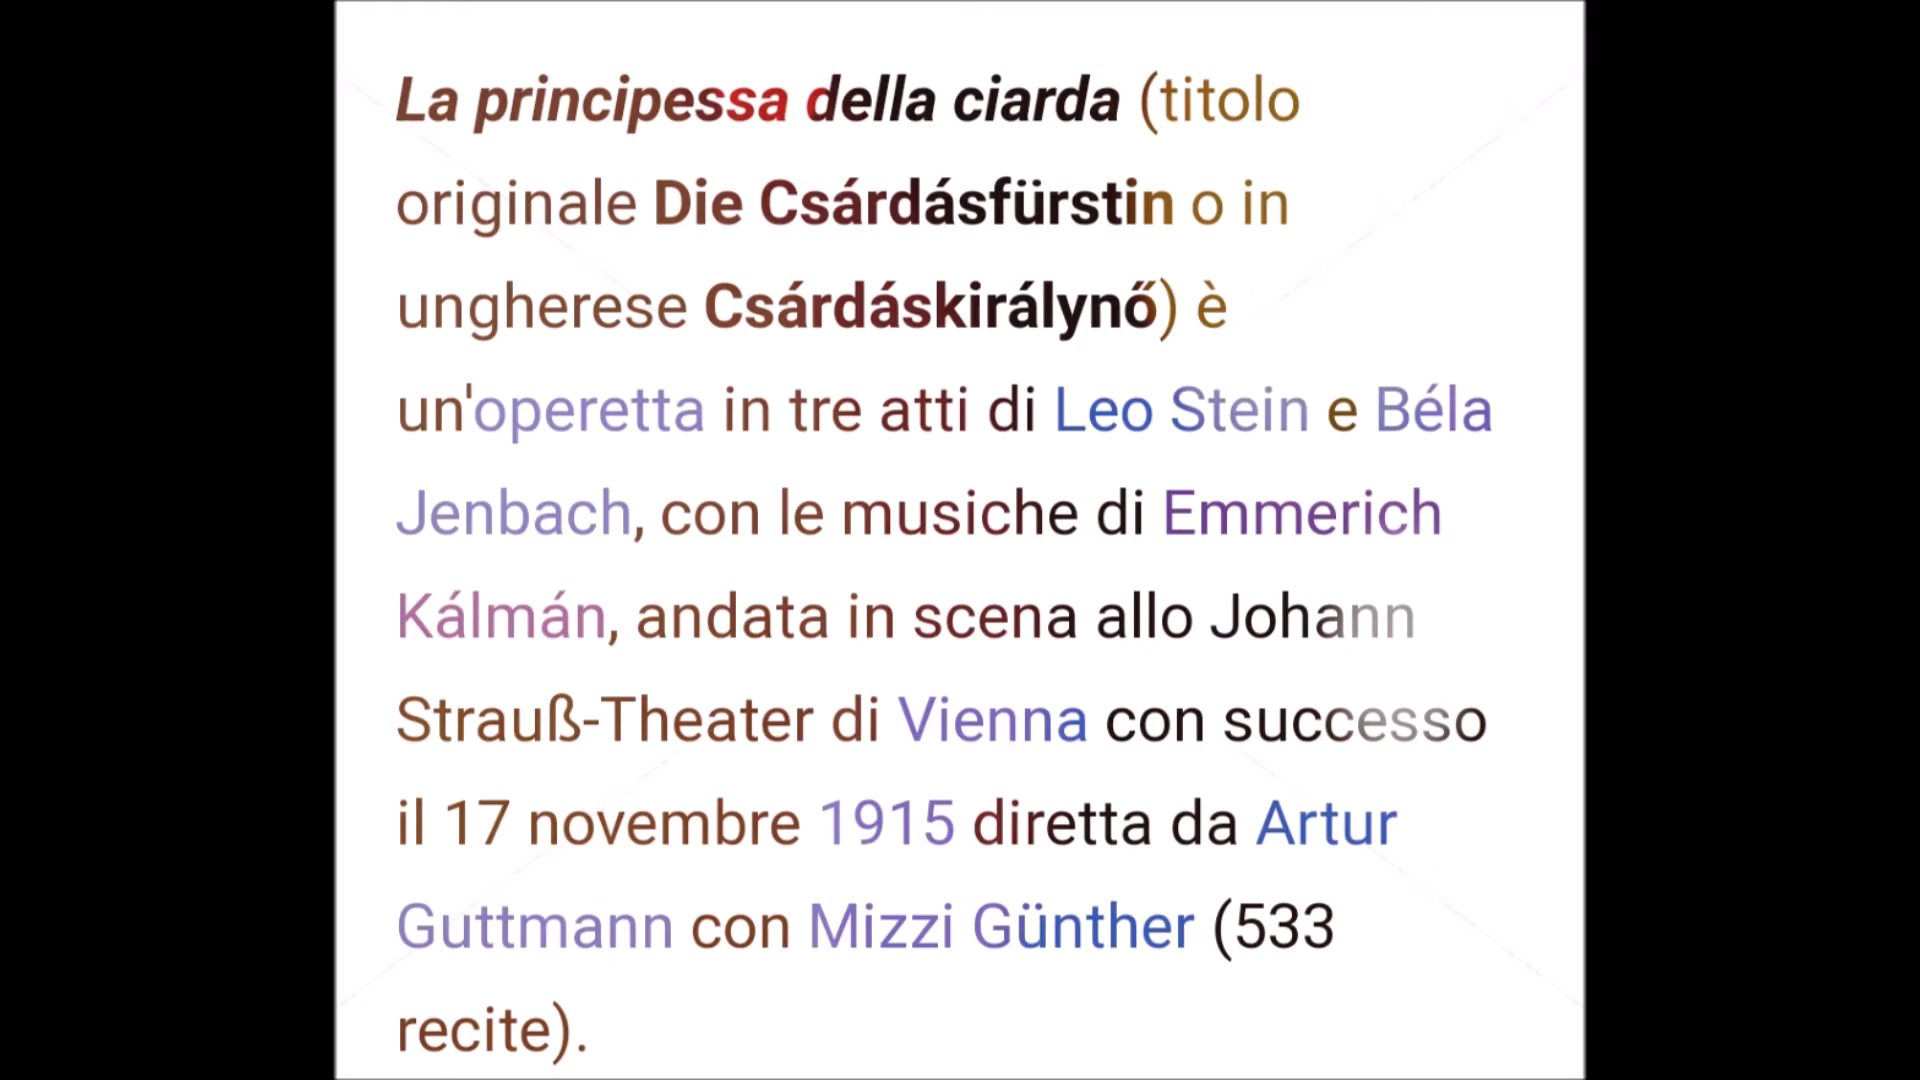 La principessa della ciarda (titolo
originale Die Csárdásfürstin o in
ungherese Csárdáskirálynő) è
un'operetta in tre atti di Leo Stein e Béla
Jenbach, con le musiche di Emmerich
Kálmán, andata in scena allo Johann
Strauß-Theater di Vienna con successo
il 17 novembre 1915 diretta da Artur
Guttmann con Mizzi Günther (533
recite).